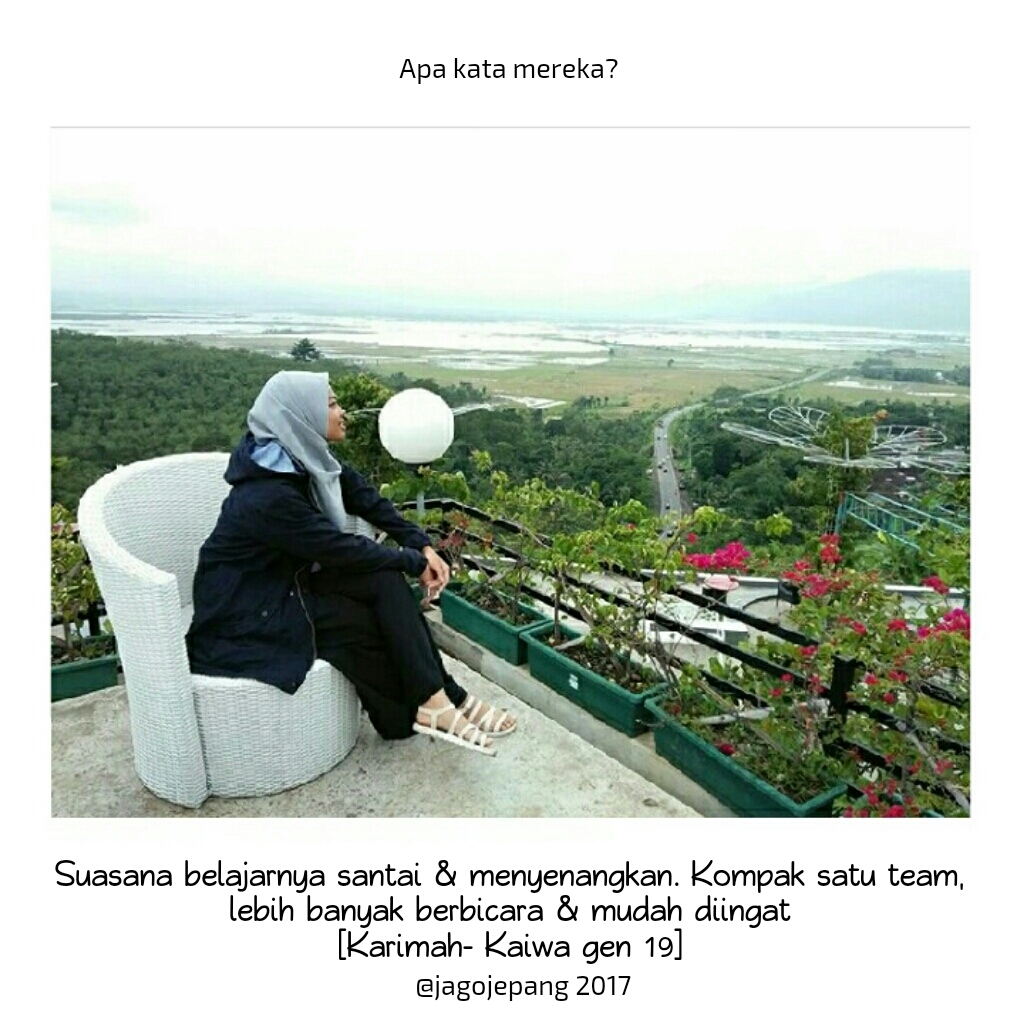 Apa kata mereka?
Suasana belajarnya santai & menyenangkan. Kompak satu team,
lebih banyak berbicara & mudah diingat
[Karimah- Kaiwa gen 19]
@jagojepang 2017